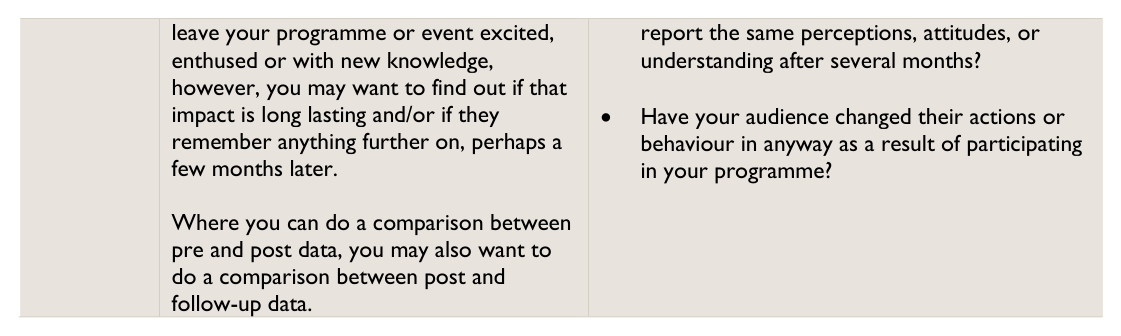 leave your programme or event excited,
enthused or with new knowledge,
however, you may want to find out if that
impact is long lasting and/or if they
remember anything further on, perhaps a
few months later.
Where you can do a comparison between
pre and post data, you may also want to
do a comparison between post and
follow-up data.
report the same perceptions, attitudes, or
understanding after several months?
• Have your audience changed their actions or
behaviour in anyway as a result of participating
in your programme?